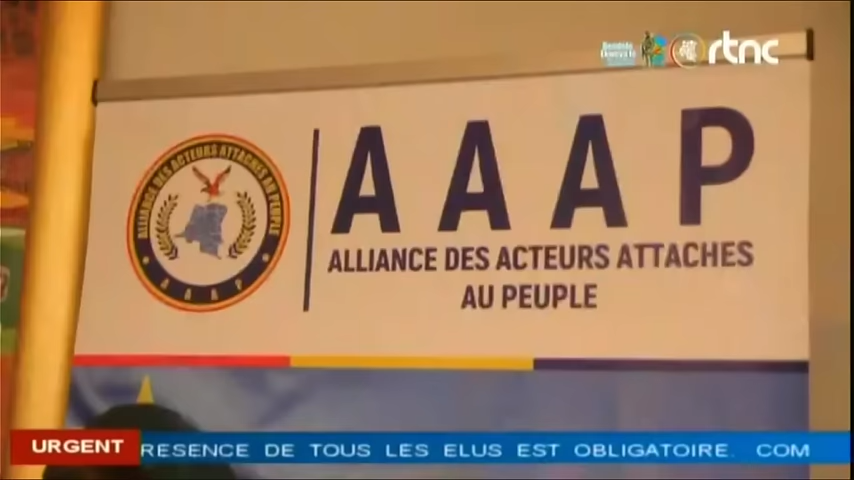 rtnc
ALLIANCE DES ACTEURS ATTACHES AU PEUPLE
A A A P
A A A P
ALLIANCE DES ACTEURS ATTACHES
AU PEUPLE
URGENT
RESENCE DE TOUS LES ELUS EST OBLIGATOIRE. COM